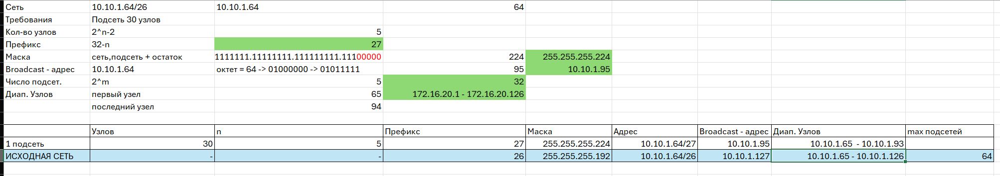 Сеть 10.10.1.64/26 10.10.1.64 64
Требования Подсеть 30 узлов
Кол-во узлов 2^n-2 5
Префикс 32-n 27
Маска сеть,подсеть + остаток 1111111.11111111.111111111.11100000 224 255.255.255.224
Broadcast - адрес 10.10.1.64 октет = 64 -> 01000000 -> 01011111 95 10.10.1.95
Число подсет. 2^m 5 32
Диап. Узлов первый узел 65 172.16.20.1 - 172.16.20.126
последний узел 94
Узлов n Префикс Маска Адрес Broadcast - адрес Диап. Узлов max подсетей
1 подсеть 30 5 27 255.255.255.224 10.10.1.64/27 10.10.1.95 10.10.1.65 - 10.10.1.93
ИСХОДНАЯ СЕТЬ - - 26 255.255.255.192 10.10.1.64/26 10.10.1.127 10.10.1.65 - 10.10.1.126 64